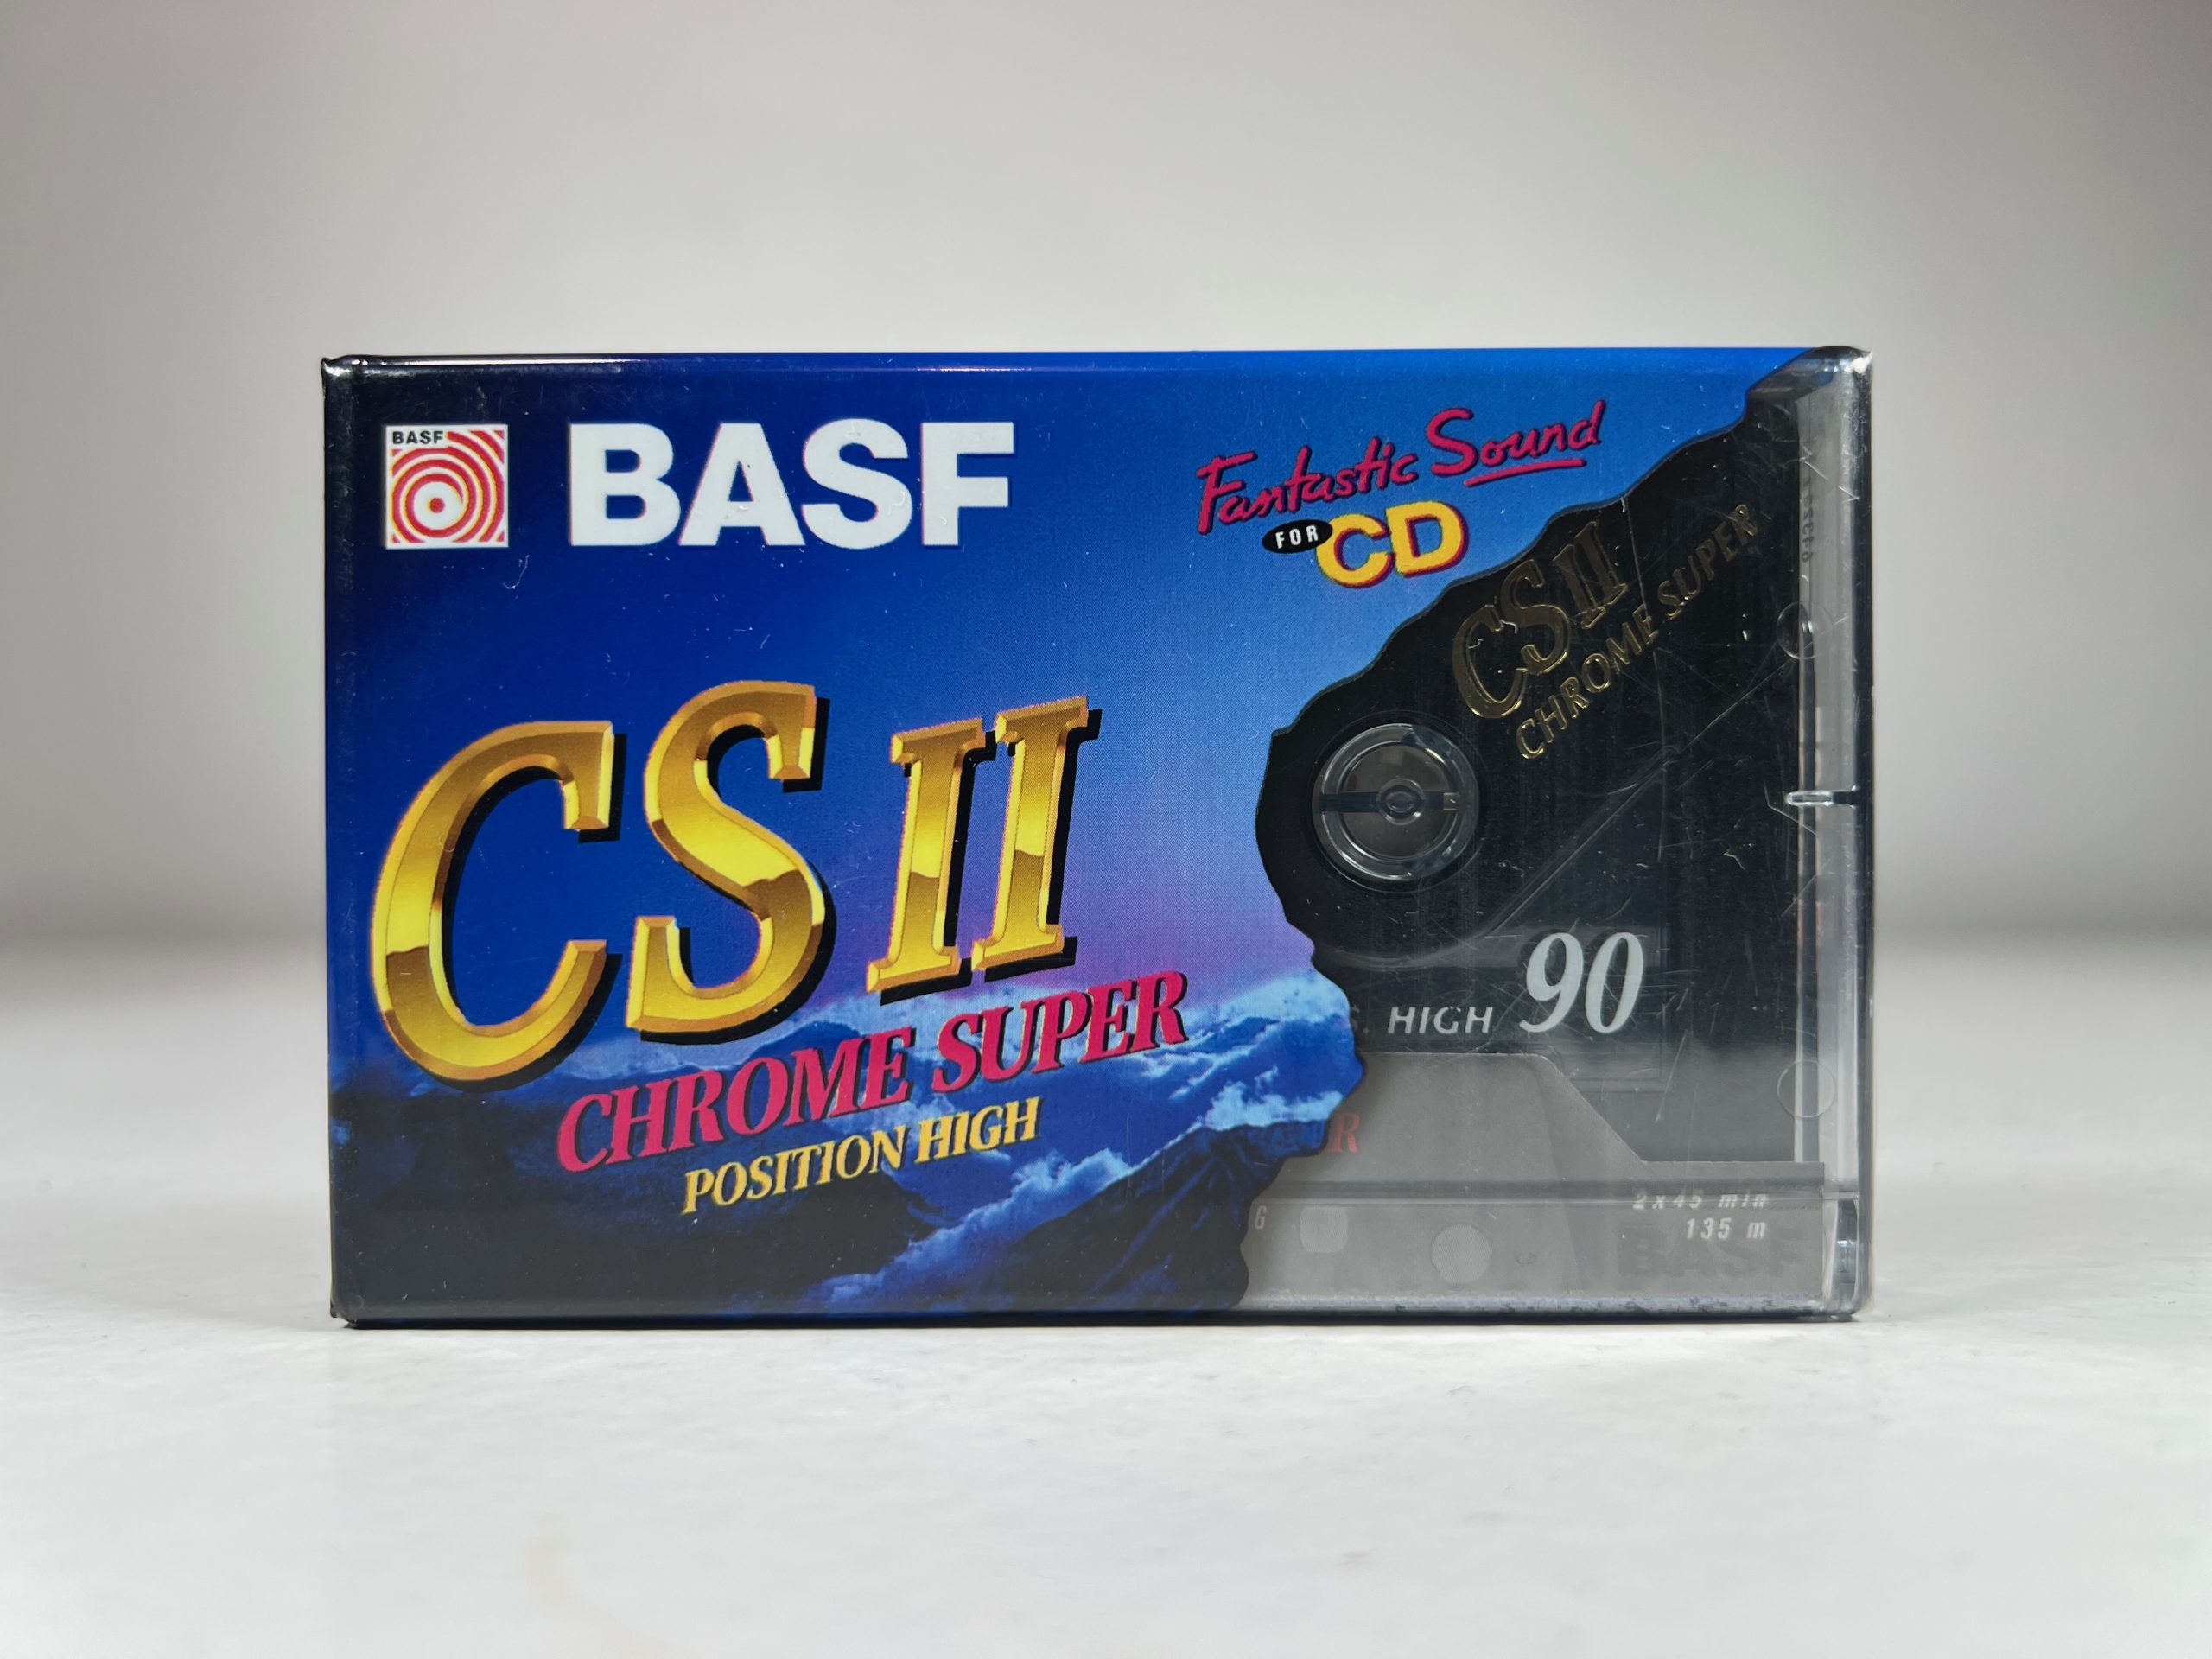 BASF
BASF
Fantastic Sound
FOR CD
CS II
CHROME SUPER
CS II
CHROME SUPER
POSITION HIGH
HIGH 90
R
G
2 x 45 min
135 m
BASF